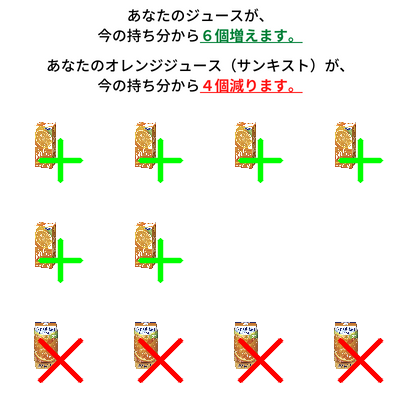 あなたのジュースが、
今の持ち分から６個増えます。
あなたのオレンジジュース（サンキスト）が、
今の持ち分から４個減ります。